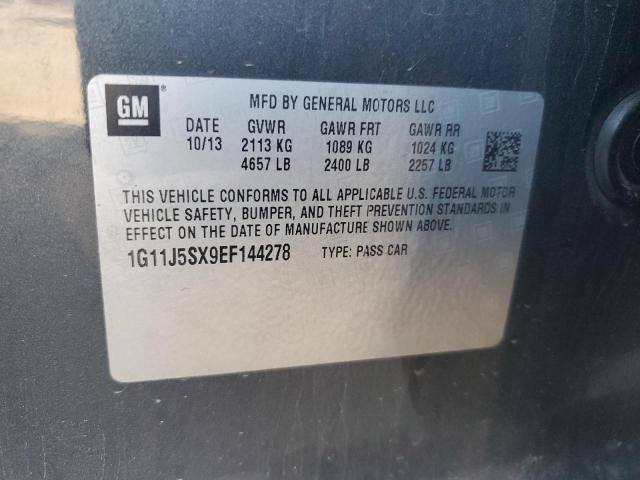 GM ®
MFD BY GENERAL MOTORS LLC
DATE GVWR GAWR FRT GAWR RR
10/13 2113 KG 1089 KG 1024 KG
4657 LB 2400 LB 2257 LB
THIS VEHICLE CONFORMS TO ALL APPLICABLE U.S. FEDERAL MOTOR
VEHICLE SAFETY, BUMPER, AND THEFT PREVENTION STANDARDS IN
EFFECT ON THE DATE OF MANUFACTURE SHOWN ABOVE.
1G11J5SX9EF144278 TYPE: PASS CAR